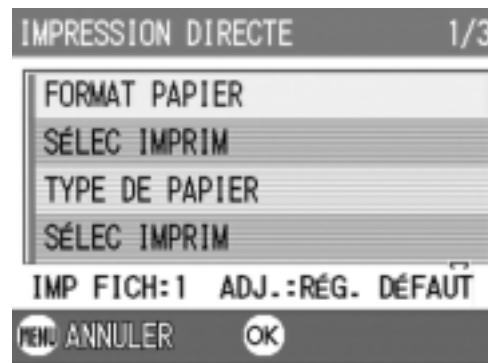 IMPRESSION DIRECTE 1/3
FORMAT PAPIER
SÉLEC IMPRIM
TYPE DE PAPIER
SÉLEC IMPRIM
IMP FICH:1 ADJ.:RÉG. DÉFAUT
MENU ANNULER OK